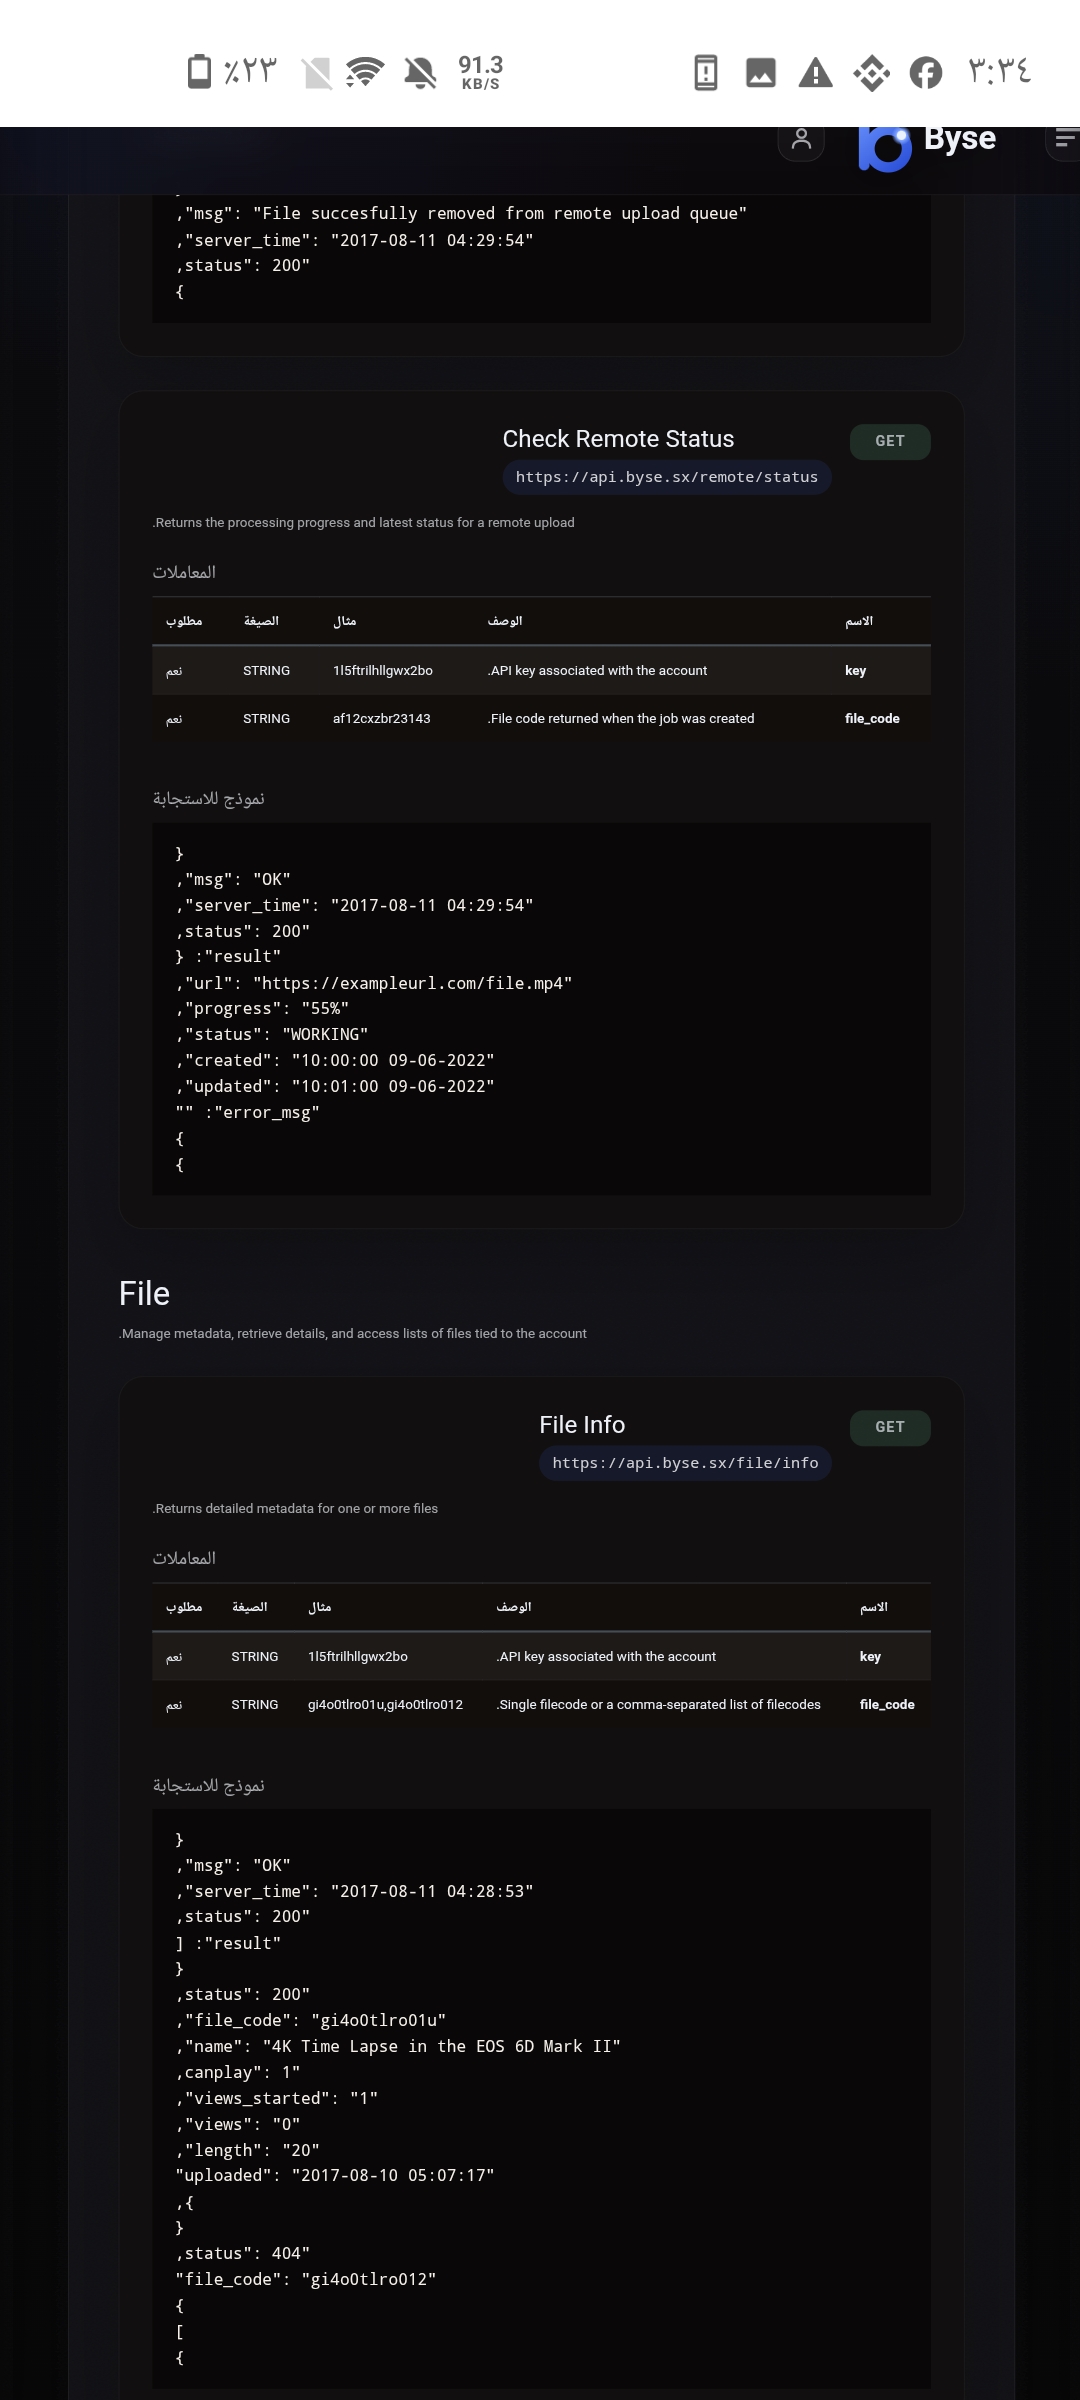 ٪٢٣
91.3
KB/S
٣:٣٤
Byse
,"msg": "File succesfully removed from remote upload queue"
,"server_time": "2017-08-11 04:29:54"
,status": 200"
{
Check Remote Status
GET
https://api.byse.sx/remote/status
.Returns the processing progress and latest status for a remote upload
المعاملات
الاسم الوصف مثال الصيغة مطلوب
key .API key associated with the account 1l5ftrilhllgwx2bo STRING نعم
file_code .File code returned when the job was created af12cxzbr23143 STRING نعم
نموذج للاستجابة
}
,"msg": "OK"
,"server_time": "2017-08-11 04:29:54"
,status": 200"
} :"result"
,"url": "https://exampleurl.com/file.mp4"
,"progress": "55%"
,"status": "WORKING"
,"created": "10:00:00 09-06-2022"
,"updated": "10:01:00 09-06-2022"
"" :"error_msg"
{
{
File
.Manage metadata, retrieve details, and access lists of files tied to the account
File Info
GET
https://api.byse.sx/file/info
.Returns detailed metadata for one or more files
المعاملات
الاسم الوصف مثال الصيغة مطلوب
key .API key associated with the account 1l5ftrilhllgwx2bo STRING نعم
file_code .Single filecode or a comma-separated list of filecodes gi4o0tlro01u,gi4o0tlro012 STRING نعم
نموذج للاستجابة
}
,"msg": "OK"
,"server_time": "2017-08-11 04:28:53"
,status": 200"
] :"result"
}
,status": 200"
,"file_code": "gi4o0tlro01u"
,"name": "4K Time Lapse in the EOS 6D Mark II"
,canplay": 1"
,"views_started": "1"
,"views": "0"
,"length": "20"
"uploaded": "2017-08-10 05:07:17"
,{
}
,status": 404"
"file_code": "gi4o0tlro012"
{
[
{